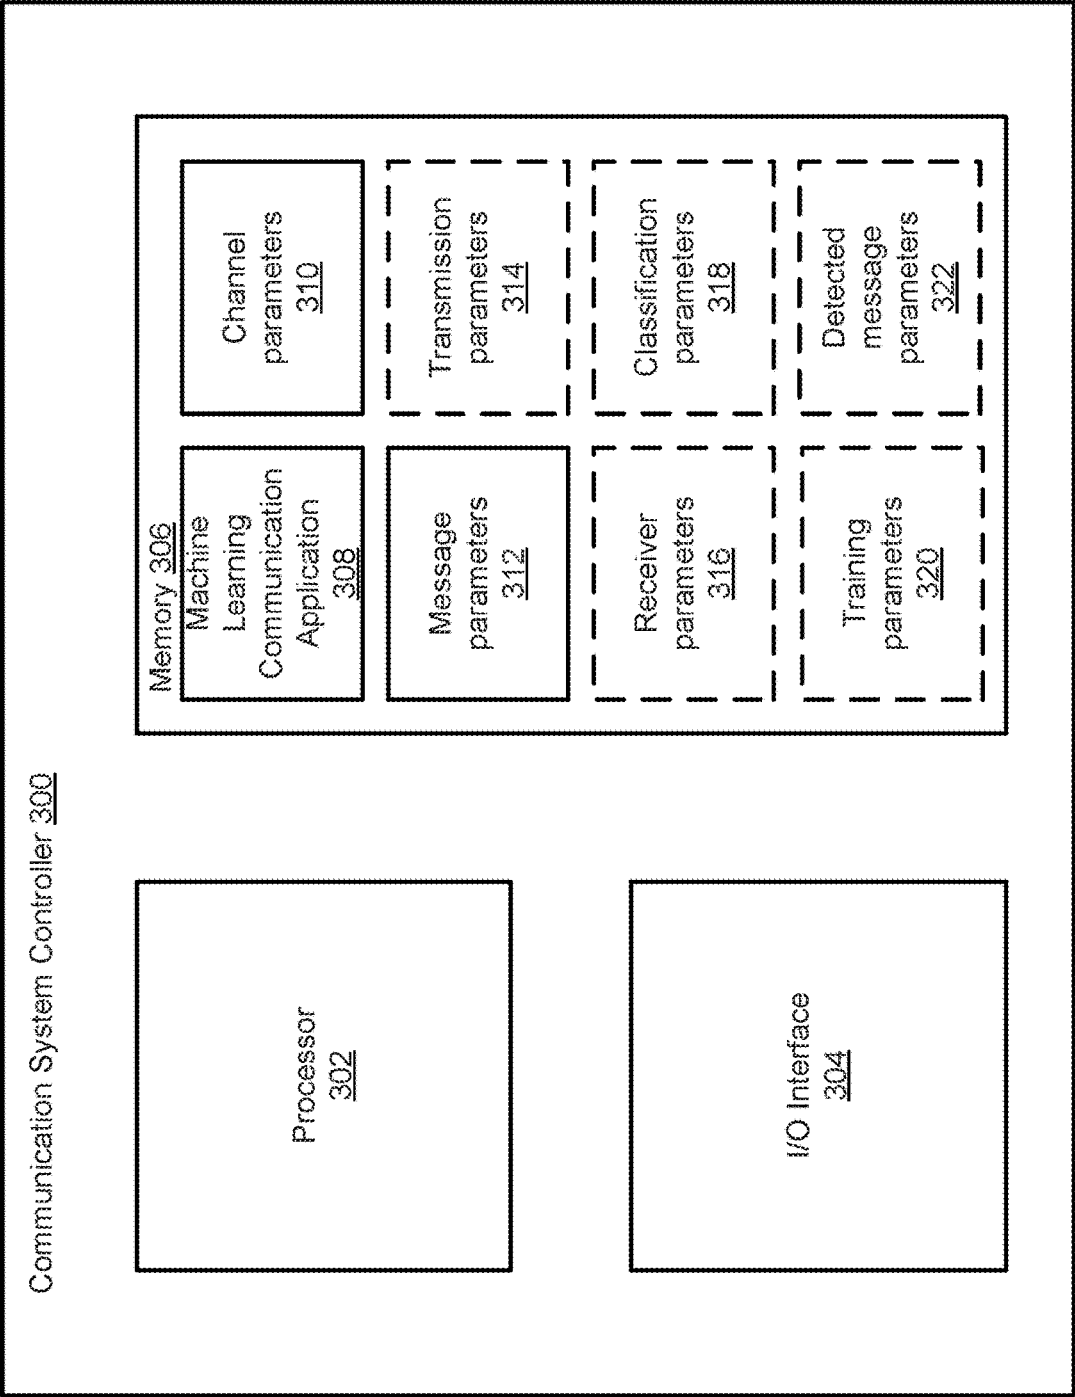 Communication System Controller 300
Processor
302
I/O Interface
304
Memory 306
Machine
Learning
Communication
Application
308
Channel
parameters
310
Message
parameters
312
Transmission
parameters
314
Receiver
parameters
316
Classification
parameters
318
Training
parameters
320
Detected
message
parameters
322